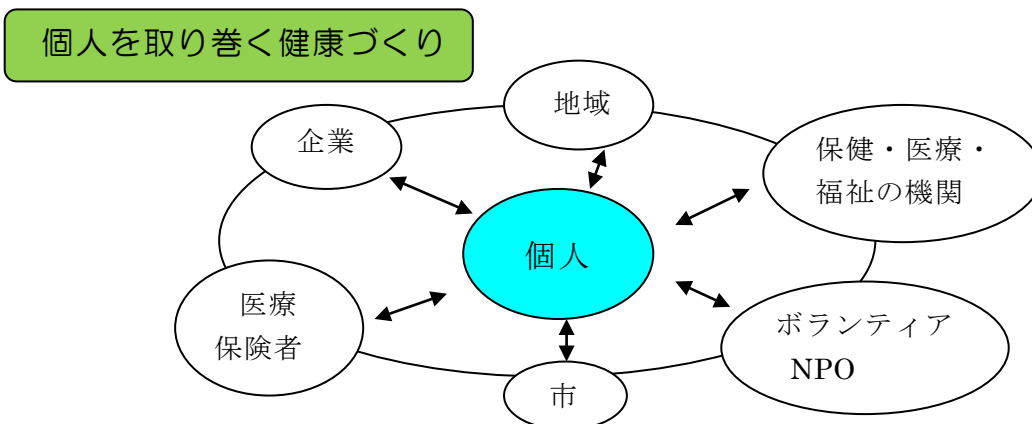 個人を取り巻く健康づくり
地域
企業
保健・医療・
福祉の機関
個人
医療
保険者
ボランティア
NPO
市